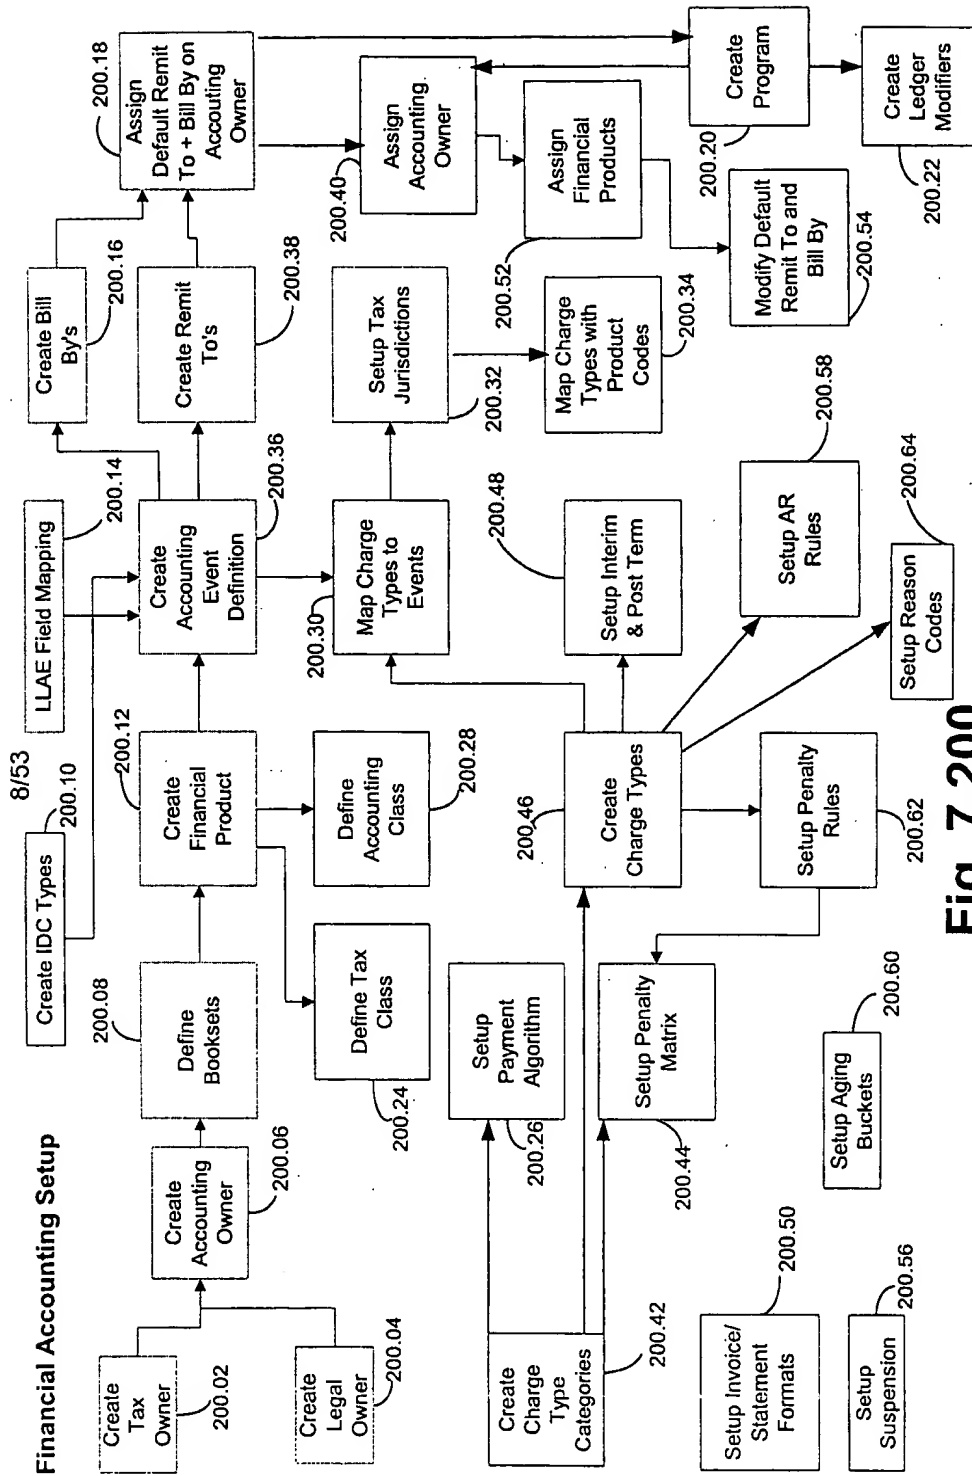 8/53
Financial Accounting Setup
Create IDC Types
200.10
LLAE Field Mapping
200.14
Create Bill
By's
200.16
200.18
Assign
Default Remit
To + Bill By on
Accouting
Owner
Create
Tax
Owner
200.02
Create
Legal
Owner
200.04
Create
Accounting
Owner
200.06
200.08
Define
Booksets
200.12
Create
Financial
Product
Create
Accounting
Event
Definition
200.36
Create Remit
To's
200.38
Define Tax
Class
200.24
Define
Accounting
Class
200.28
200.30
Map Charge
Types to
Events
Setup Tax
Jurisdictions
200.32
200.40
Assign
Accounting
Owner
Setup
Payment
Algorithm
200.26
Create
Charge
Type
Categories
200.42
Setup Penalty
Matrix
200.44
200.46
Create
Charge Types
Setup Interim
& Post Term
200.48
Map Charge
Types with
Product
Codes
200.34
Assign
Financial
Products
200.52
Create
Program
200.20
Setup Invoice/
Statement
Formats
200.50
Setup
Suspension
200.56
Setup Aging
Buckets
200.60
Setup Penalty
Rules
200.62
Setup AR
Rules
200.58
Setup Reason
Codes
200.64
Modify Default
Remit To and
Bill By
200.54
Create
Ledger
Modifiers
200.22
Fig. 7.200